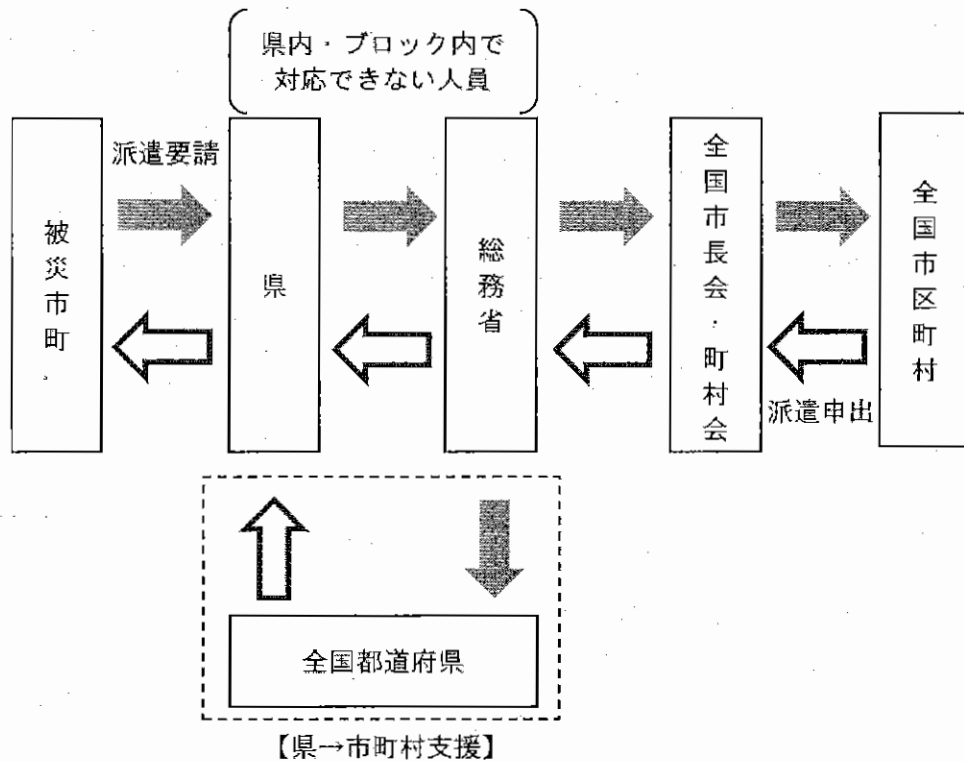 県内・ブロック内で
対応できない人員
派遣要請
被災市町
県
総務省
全国市長会・町村会
全国市区町村
派遣申出
全国都道府県
【県→市町村支援】